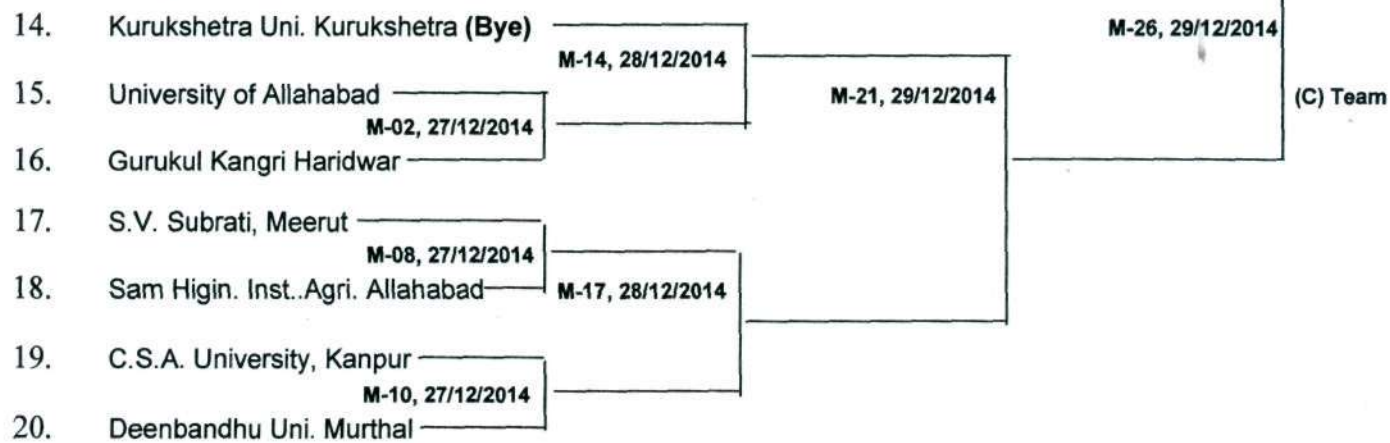 14. Kurukshetra Uni. Kurukshetra (Bye)
M-26, 29/12/2014
M-14, 28/12/2014
15. University of Allahabad
M-21, 29/12/2014
(C) Team
M-02, 27/12/2014
16. Gurukul Kangri Haridwar
17. S.V. Subrati, Meerut
M-08, 27/12/2014
18. Sam Higin. Inst..Agri. Allahabad
M-17, 28/12/2014
19. C.S.A. University, Kanpur
M-10, 27/12/2014
20. Deenbandhu Uni. Murthal